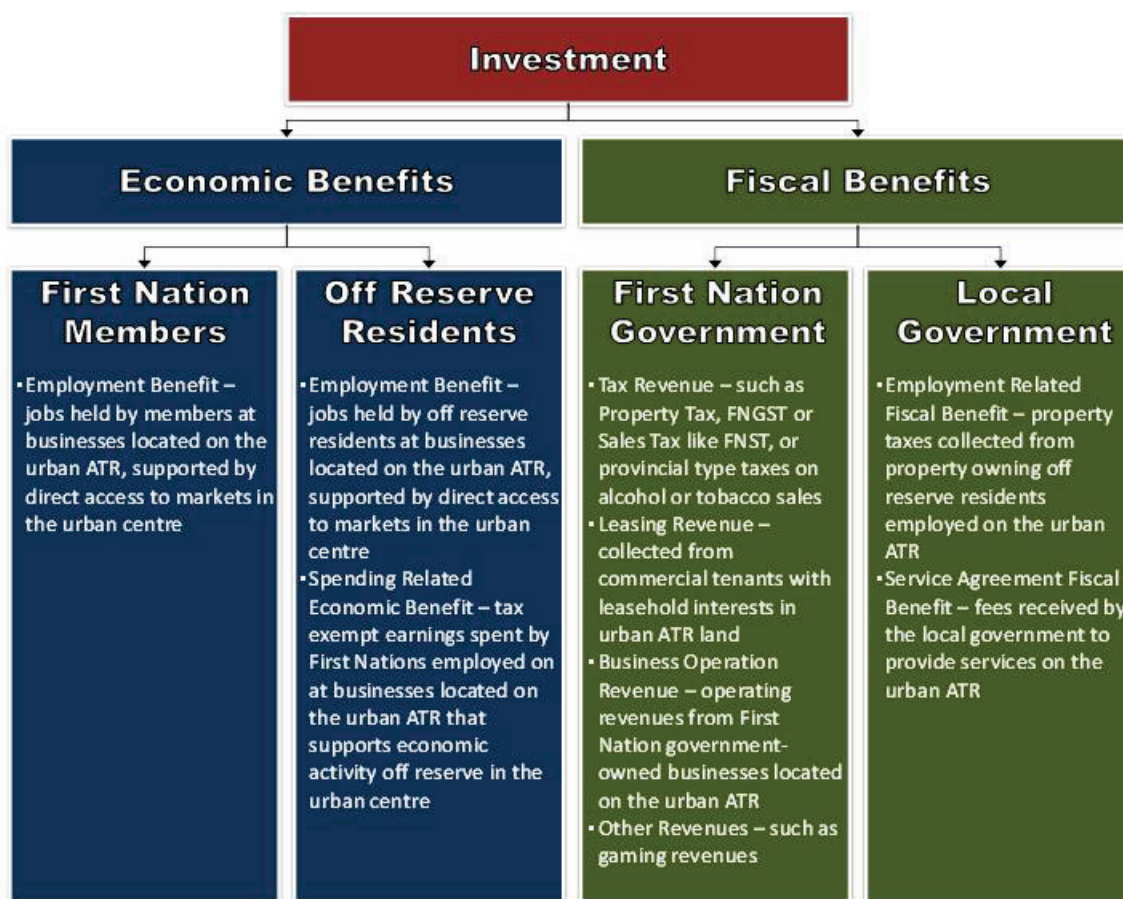 Investment
Economic Benefits
Fiscal Benefits
First Nation
Members
▪Employment Benefit –
jobs held by members at
businesses located on the
urban ATR, supported by
direct access to markets in
the urban centre
Off Reserve
Residents
▪Employment Benefit –
jobs held by off reserve
residents at businesses
located on the urban ATR,
supported by direct access
to markets in the urban
centre
▪Spending Related
Economic Benefit – tax
exempt earnings spent by
First Nations employed on
at businesses located on
the urban ATR that
supports economic
activity off reserve in the
urban centre
First Nation
Government
▪Tax Revenue – such as
Property Tax, FNGST or
Sales Tax like FNST, or
provincial type taxes on
alcohol or tobacco sales
▪Leasing Revenue –
collected from
commercial tenants with
leasehold interests in
urban ATR land
▪Business Operation
Revenue – operating
revenues from First
Nation government-
owned businesses located
on the urban ATR
▪Other Revenues – such as
gaming revenues
Local
Government
▪Employment Related
Fiscal Benefit – property
taxes collected from
property owning off
reserve residents
employed on the urban
ATR
▪Service Agreement Fiscal
Benefit – fees received by
the local government to
provide services on the
urban ATR